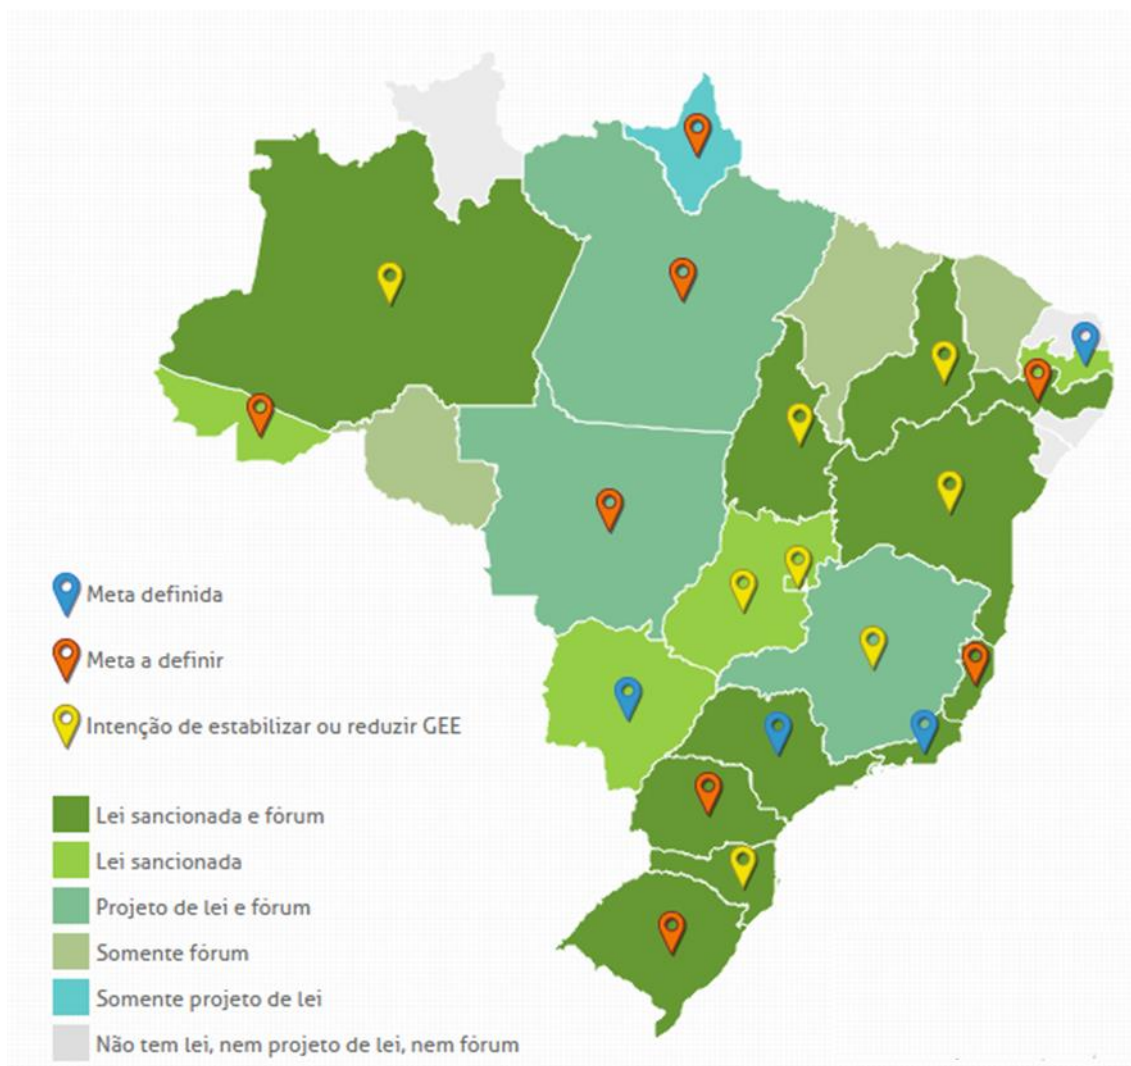 Meta definida
Meta a definir
Intenção de estabilizar ou reduzir GEE
Lei sancionada e fórum
Lei sancionada
Projeto de lei e fórum
Somente fórum
Somente projeto de lei
Não tem lei, nem projeto de lei, nem fórum